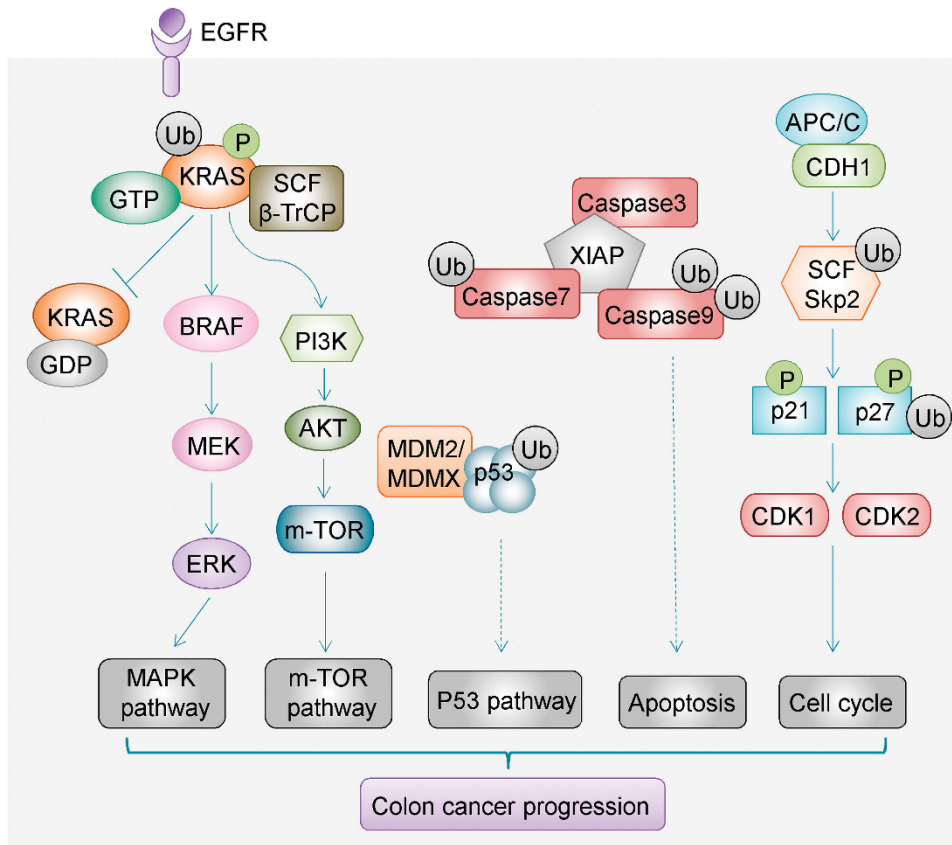 EGFR
Ub
P
KRAS
GTP
SCF
β-TrCP
KRAS
GDP
BRAF
MEK
ERK
PI3K
AKT
m-TOR
MDM2/
MDMX
p53
Ub
Caspase3
XIAP
Ub
Caspase7
Ub
Ub
Caspase9
APC/C
CDH1
Ub
SCF
Skp2
P
p21
P
p27
Ub
CDK1
CDK2
MAPK
pathway
m-TOR
pathway
P53 pathway
Apoptosis
Cell cycle
Colon cancer progression